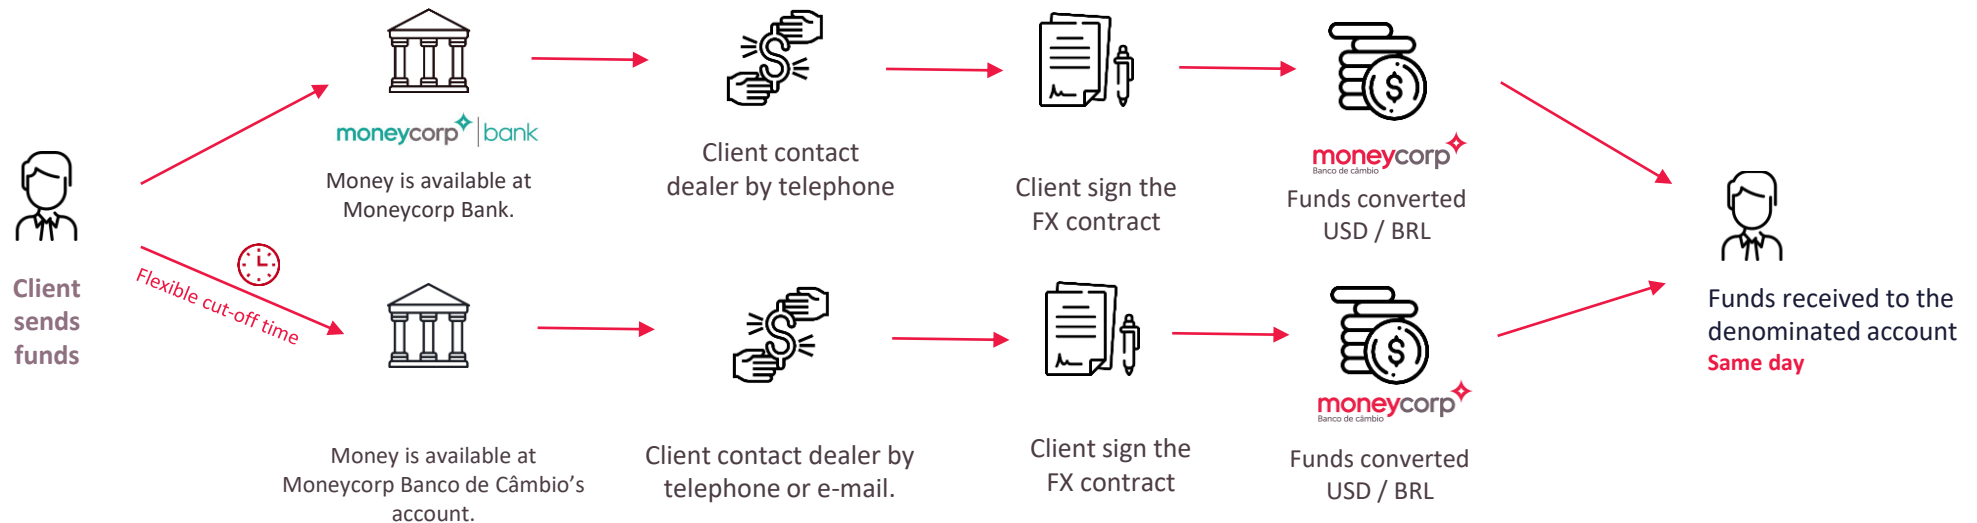 Client
sends
funds
moneycorp bank
Money is available at
Moneycorp Bank.
Client contact
dealer by telephone
Client sign the
FX contract
moneycorp
Banco de câmbio
Funds converted
USD / BRL
Flexible cut-off time
Money is available at
Moneycorp Banco de Câmbio's
account.
Client contact dealer by
telephone or e-mail.
Client sign the
FX contract
moneycorp
Banco de câmbio
Funds converted
USD / BRL
Funds received to the
denominated account
Same day